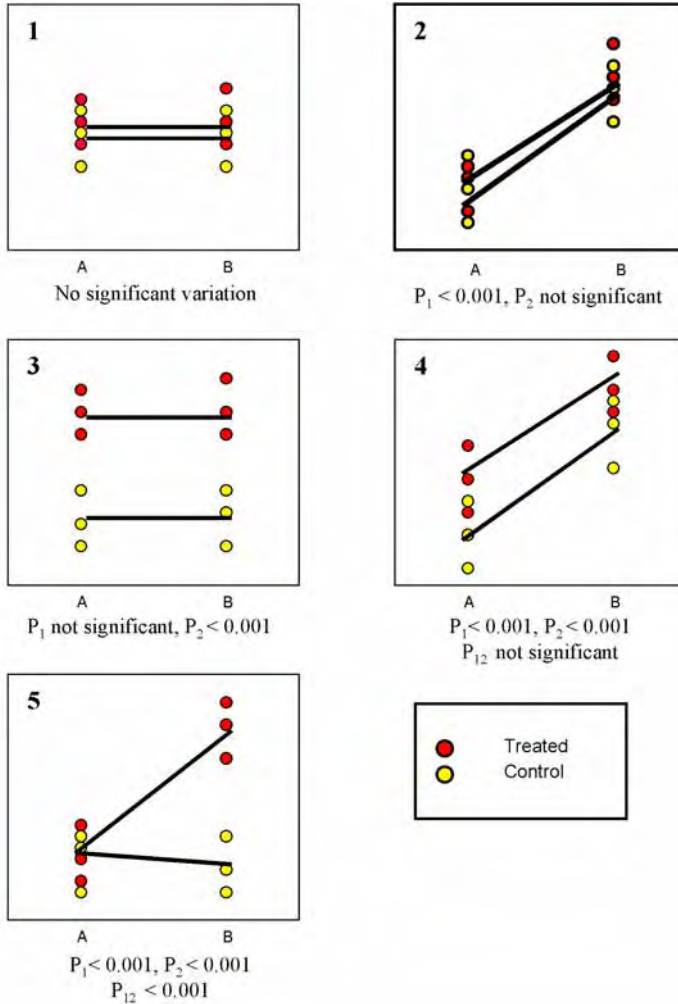 1
A B
No significant variation
2
A B
P₁ < 0.001, P₂ not significant
3
A B
P₁ not significant, P₂ < 0.001
4
A B
P₁< 0.001, P₂ < 0.001
P₁₂ not significant
5
A B
P₁< 0.001, P₂ < 0.001
P₁₂ < 0.001
Treated
Control